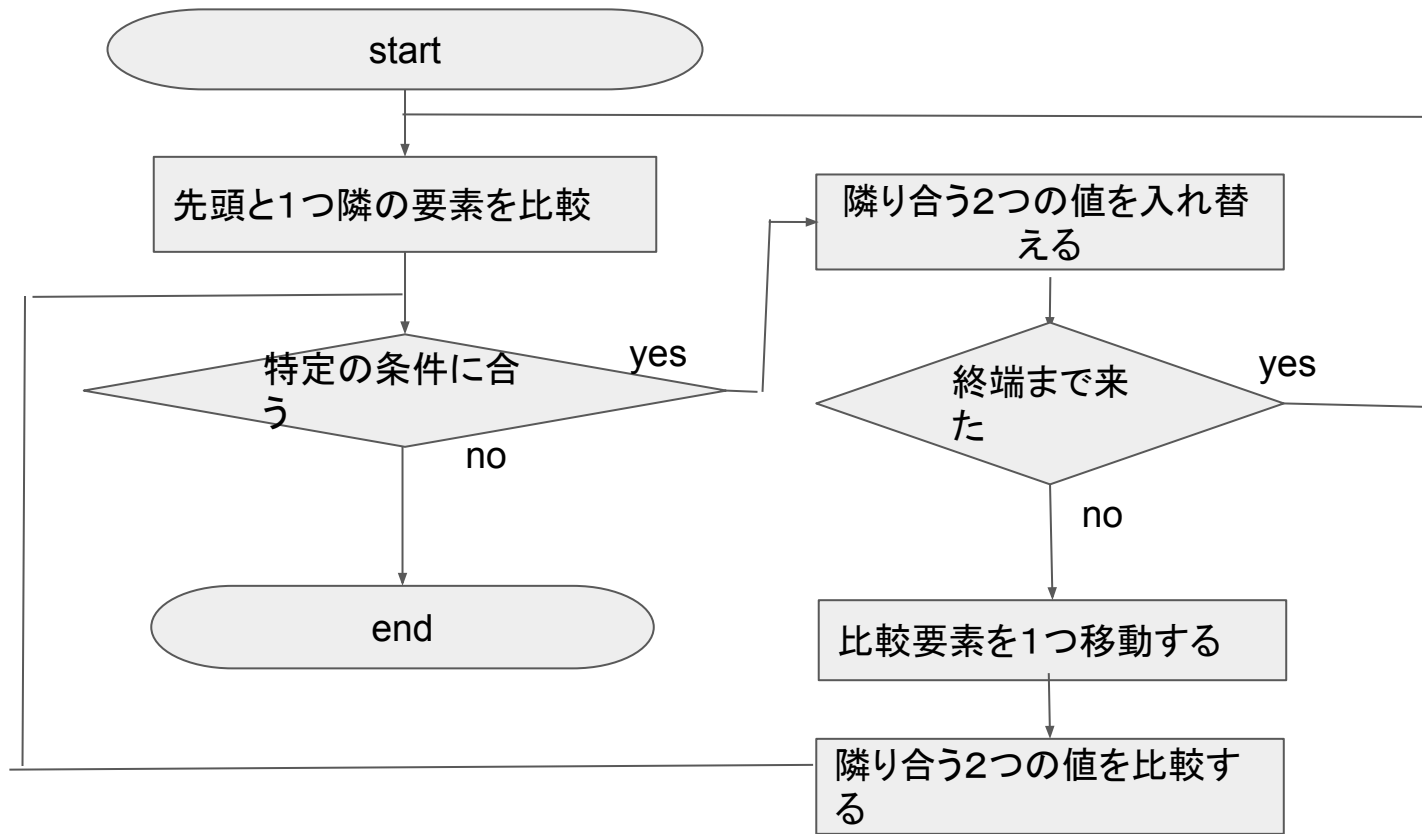 start
先頭と1つ隣の要素を比較
特定の条件に合
う
yes
no
end
隣り合う2つの値を入れ替
える
終端まで来
た
yes
no
比較要素を1つ移動する
隣り合う2つの値を比較す
る